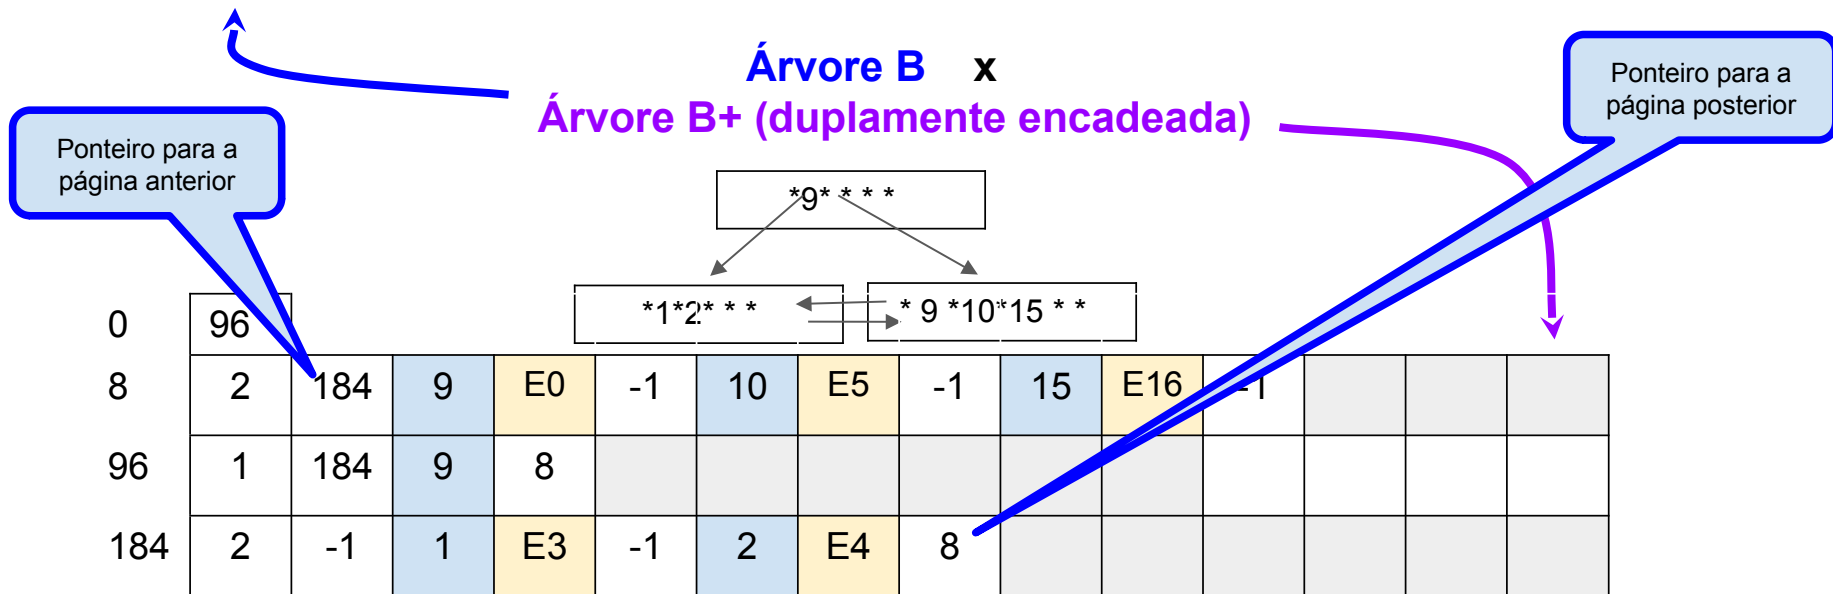 Árvore B x
Árvore B+ (duplamente encadeada)
Ponteiro para a
página posterior
Ponteiro para a
página anterior
*9* * * *
*1*2* * *
* 9 *10*15 * *
0 96
8 2 184 9 E0 -1 10 E5 -1 15 E16 -1
96 1 184 9 8
184 2 -1 1 E3 -1 2 E4 8